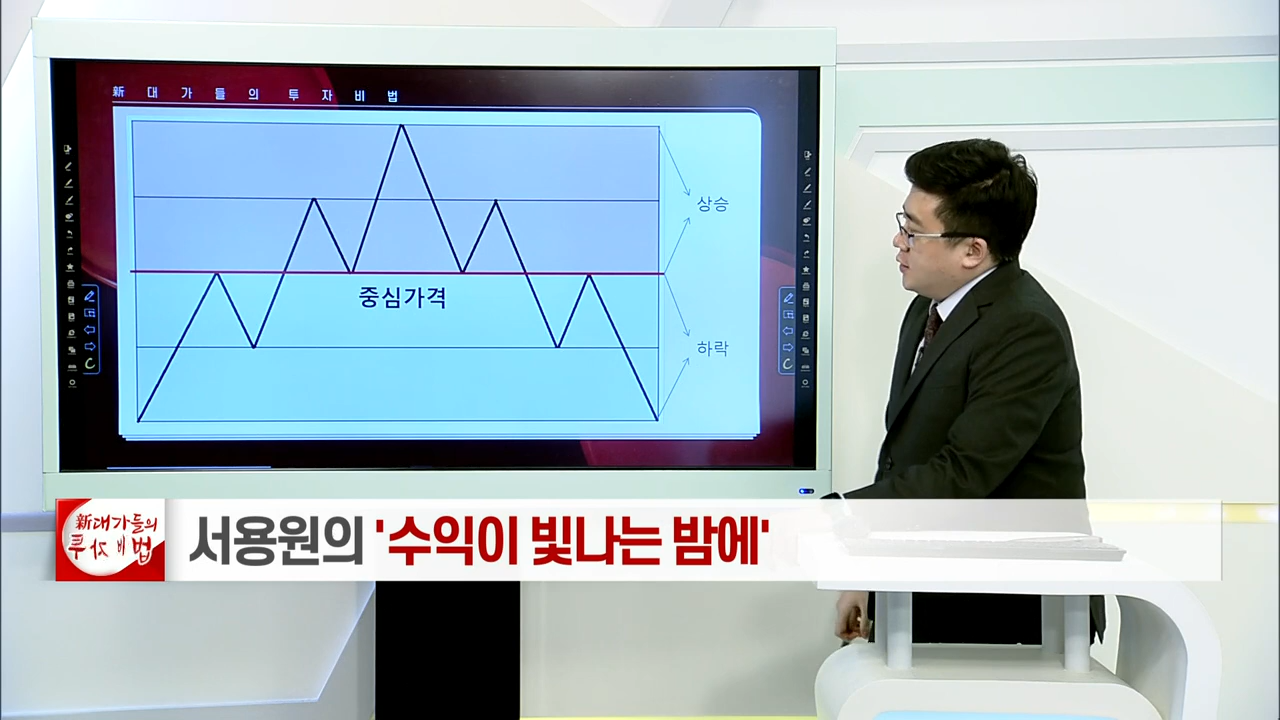 新 대 가 들 의 투 자 비 법
상승
중심가격
하락
新대가들의
투자비법
서용원의 '수익이 빛나는 밤에'